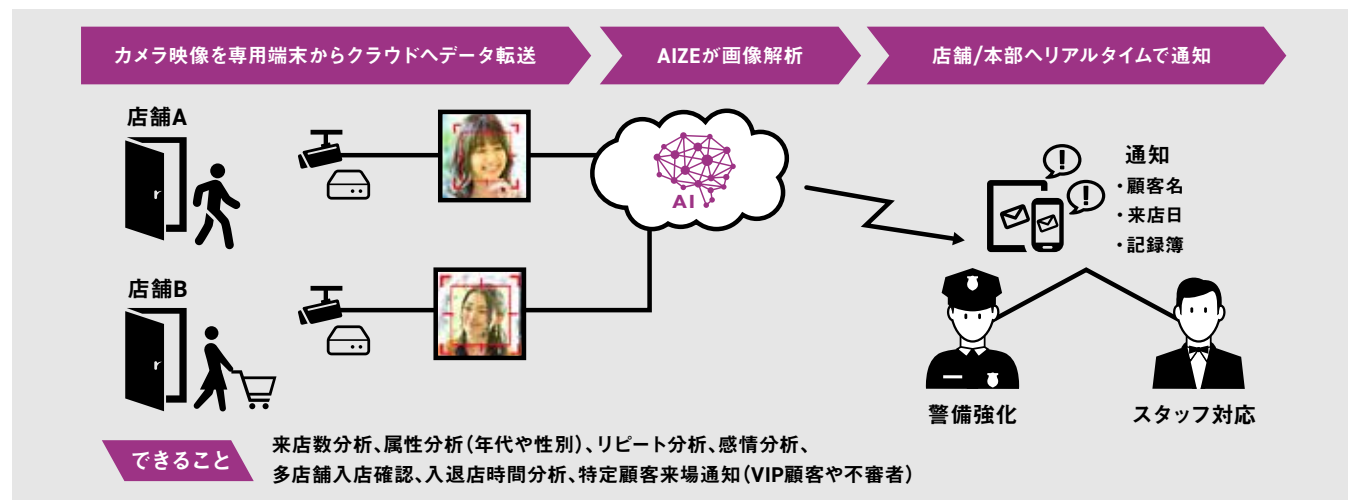 カメラ映像を専用端末からクラウドへデータ転送
AIZEが画像解析
店舗/本部へリアルタイムで通知
店舗A
AI
通知
・顧客名
・来店日
・記録簿
店舗B
警備強化
スタッフ対応
できること
来店数分析、属性分析（年代や性別）、リピート分析、感情分析、
多店舗入店確認、入退店時間分析、特定顧客来場通知（VIP顧客や不審者）